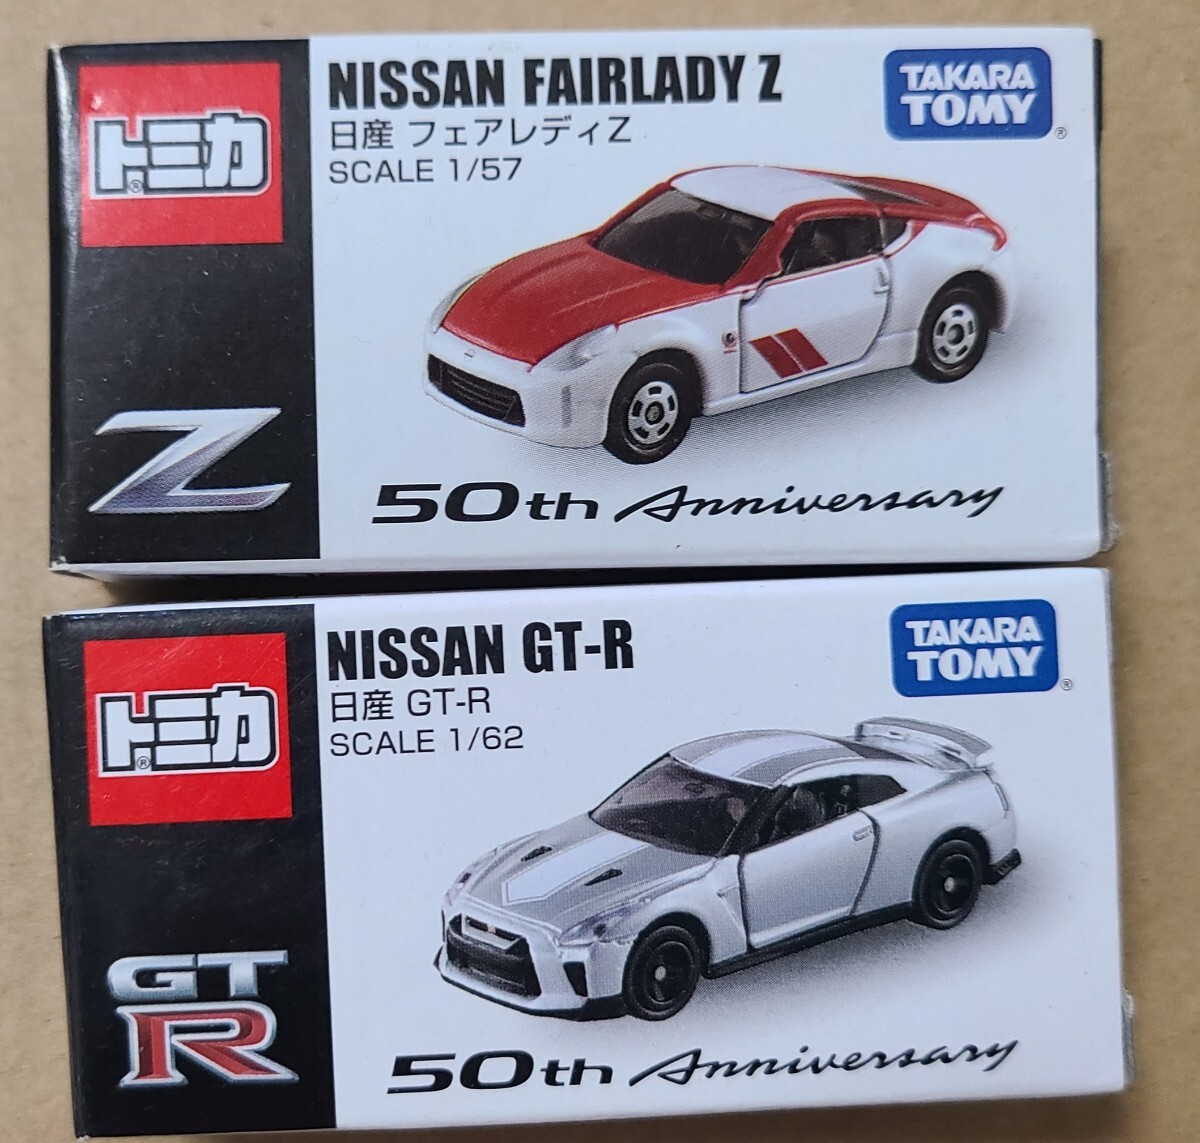 トミカ®
NISSAN FAIRLADY Z
日産 フェアレディZ
SCALE 1/57
TAKARA
TOMY®
Z
50th Anniversary
トミカ®
NISSAN GT-R
日産 GT-R
SCALE 1/62
TAKARA
TOMY®
GT
R
50th Anniversary